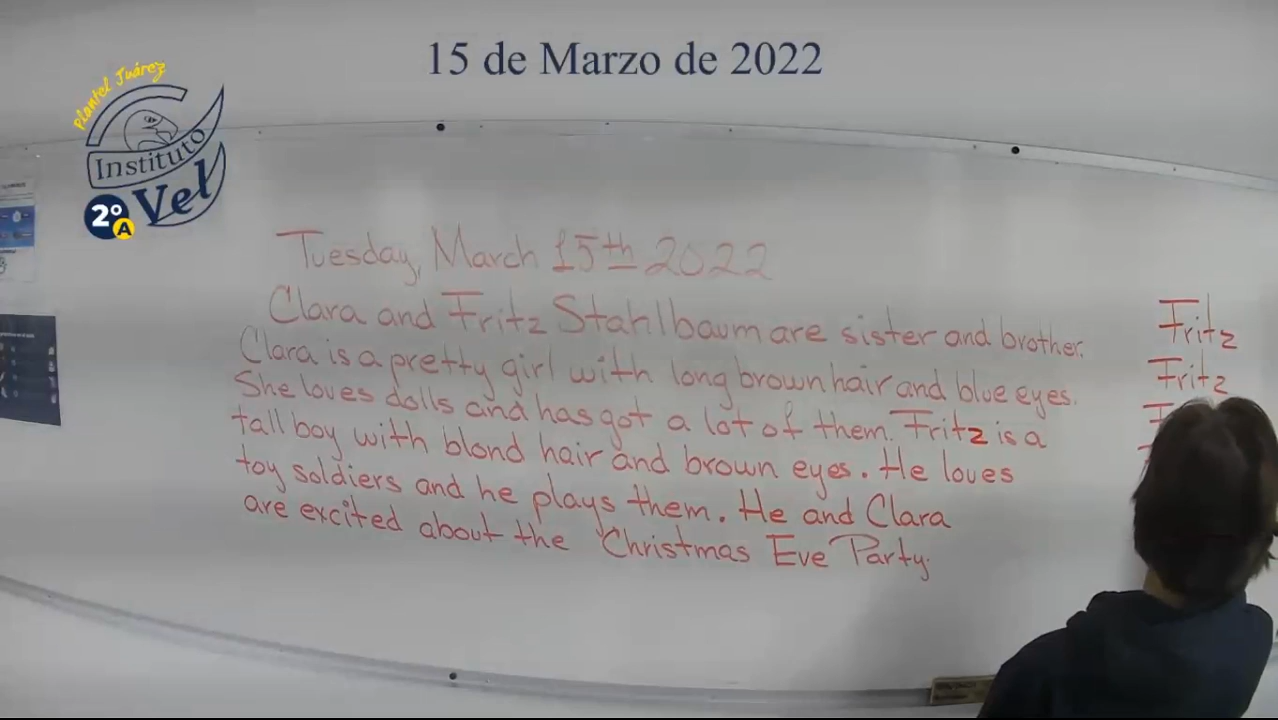 15 de Marzo de 2022
Plantel Juárez
Instituto
Vel
2º
A
Tuesday, March 15th 2022
Clara and Fritz Stahlbaum are sister and brother.
Clara is a pretty girl with long brown hair and blue eyes.
She loves dolls and has got a lot of them. Fritz is a
tall boy with blond hair and brown eyes. He loves
toy soldiers and he plays them. He and Clara
are excited about the Christmas Eve Party.
Fritz
Fritz